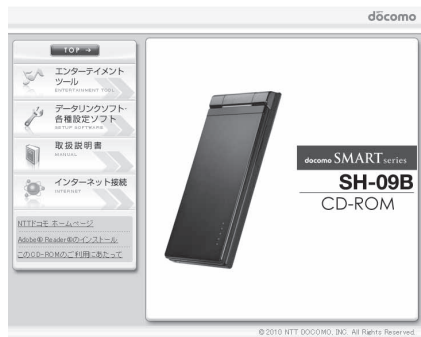 NTT
döcomo
TOP →
エンターテイメント
ツール
ENTERTAINMENT TOOL
データリンクソフト・
各種設定ソフト
SETUP SOFTWARE
取扱説明書
MANUAL
インターネット接続
INTERNET
NTTドコモ ホームページ
Adobe® Reader®のインストール
このCD-ROMのご利用にあたって
docomo SMART series
SH-09B
CD-ROM
© 2010 NTT DOCOMO, INC. All Rights Reserved.